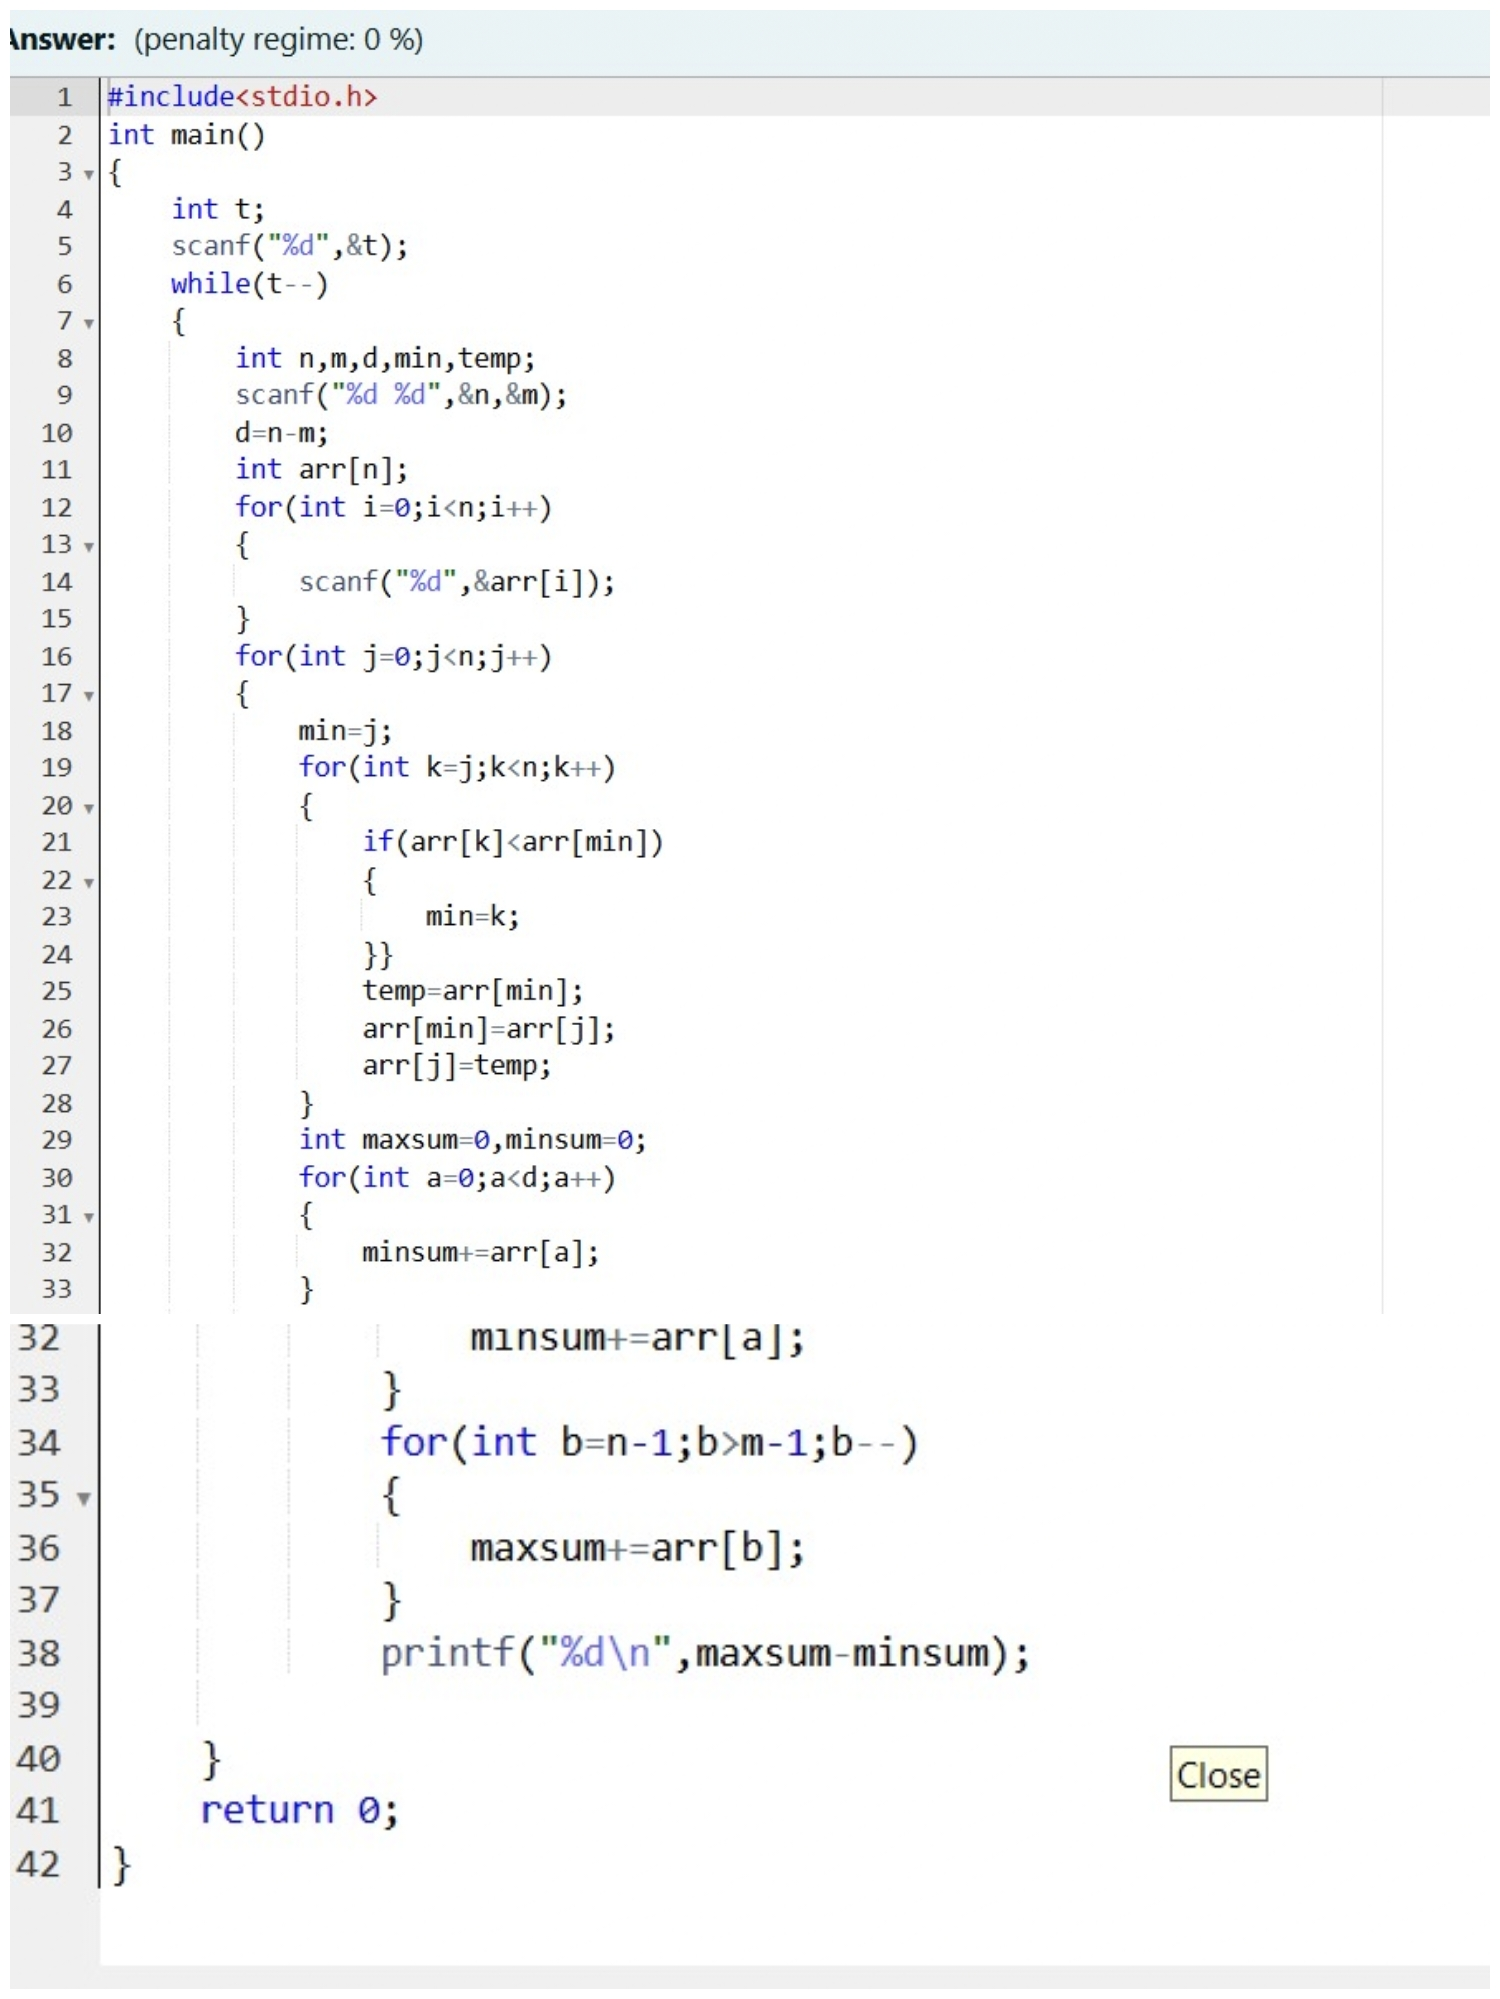 Answer: (penalty regime: 0 %)
1 #include<stdio.h>
2 int main()
3 {
4     int t;
5     scanf("%d",&t);
6     while(t--)
7     {
8         int n,m,d,min,temp;
9         scanf("%d %d",&n,&m);
10         d=n-m;
11         int arr[n];
12         for(int i=0;i<n;i++)
13         {
14             scanf("%d",&arr[i]);
15         }
16         for(int j=0;j<n;j++)
17         {
18             min=j;
19             for(int k=j;k<n;k++)
20             {
21                 if(arr[k]<arr[min])
22                 {
23                     min=k;
24                 }}
25                 temp=arr[min];
26                 arr[min]=arr[j];
27                 arr[j]=temp;
28             }
29             int maxsum=0,minsum=0;
30             for(int a=0;a<d;a++)
31             {
32                 minsum+=arr[a];
33             }
32                 minsum+=arr[a];
33             }
34             for(int b=n-1;b>m-1;b--)
35             {
36                 maxsum+=arr[b];
37             }
38             printf("%d\n",maxsum-minsum);
39
40     }
Close
41     return 0;
42 }